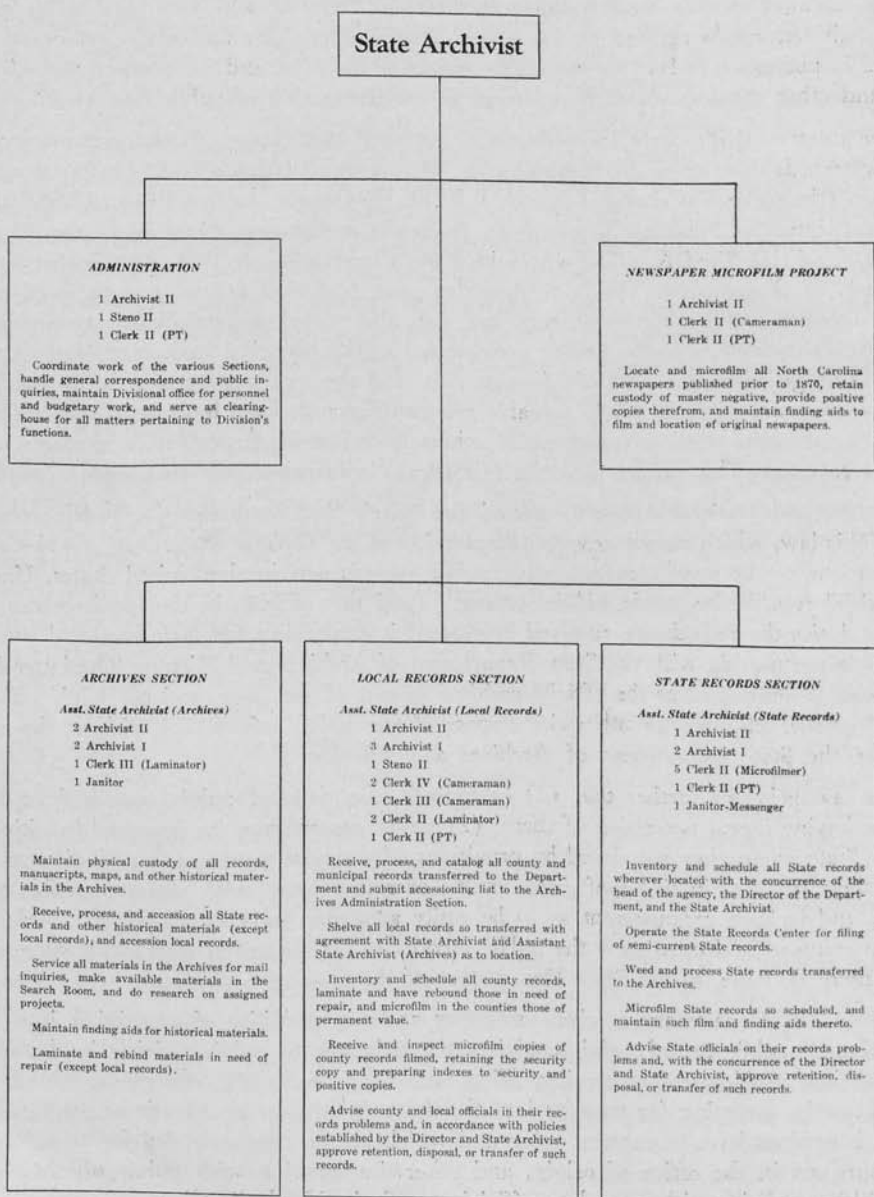 State Archivist
ADMINISTRATION
1 Archivist II
1 Steno II
1 Clerk II (PT)
Coordinate work of the various Sections,
handle general correspondence and public in-
quiries, maintain Divisional office for personnel
and budgetary work, and serve as clearing-
house for all matters pertaining to Division's
functions.
NEWSPAPER MICROFILM PROJECT
1 Archivist II
1 Clerk II (Cameraman)
1 Clerk II (PT)
Locate and microfilm all North Carolina
newspapers published prior to 1870, retain
custody of master negative, provide positive
copies therefrom, and maintain finding aids to
film and location of original newspapers.
ARCHIVES SECTION
Asst. State Archivist (Archives)
2 Archivist II
2 Archivist I
1 Clerk III (Laminator)
1 Janitor
Maintain physical custody of all records,
manuscripts, maps, and other historical mater-
ials in the Archives.
Receive, process, and accession all State rec-
ords and other historical materials (except
local records), and accession local records.
Service all materials in the Archives for mail
inquiries, make available materials in the
Search Room, and do research on assigned
projects.
Maintain finding aids for historical materials.
Laminate and rebind materials in need of
repair (except local records).
LOCAL RECORDS SECTION
Asst. State Archivist (Local Records)
1 Archivist II
3 Archivist I
1 Steno II
2 Clerk IV (Cameraman)
1 Clerk III (Cameraman)
2 Clerk II (Laminator)
1 Clerk II (PT)
Receive, process, and catalog all county and
municipal records transferred to the Depart-
ment and submit accessioning list to the Arch-
ives Administration Section.
Shelve all local records so transferred with
agreement with State Archivist and Assistant
State Archivist (Archives) as to location.
Inventory and schedule all county records,
laminate and have rebound those in need of
repair, and microfilm in the counties those of
permanent value.
Receive and inspect microfilm copies of
county records filmed, retaining the security
copy and preparing indexes to security and
positive copies.
Advise county and local officials in their rec-
ords problems and, in accordance with policies
established by the Director and State Archivist,
approve retention, disposal, or transfer of such
records.
STATE RECORDS SECTION
Asst. State Archivist (State Records)
1 Archivist II
2 Archivist I
5 Clerk II (Microfilmer)
1 Clerk II (PT)
1 Janitor-Messenger
Inventory and schedule all State records
wherever located with the concurrence of the
head of the agency, the Director of the Depart-
ment, and the State Archivist.
Operate the State Records Center for filing
of semi-current State records.
Weed and process State records transferred
to the Archives.
Microfilm State records so scheduled, and
maintain such film and finding aids thereto.
Advise State officials on their records prob-
lems and, with the concurrence of the Director
and State Archivist, approve retention, dis-
posal, or transfer of such records.